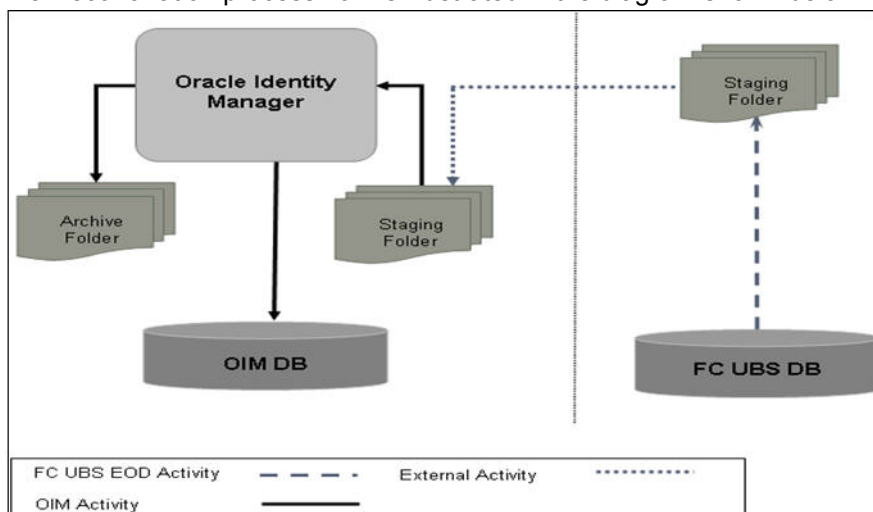 Oracle Identity
Manager
Staging
Folder
Archive
Folder
Staging
Folder
OIM DB
FC UBS DB
FC UBS EOD Activity
External Activity
OIM Activity